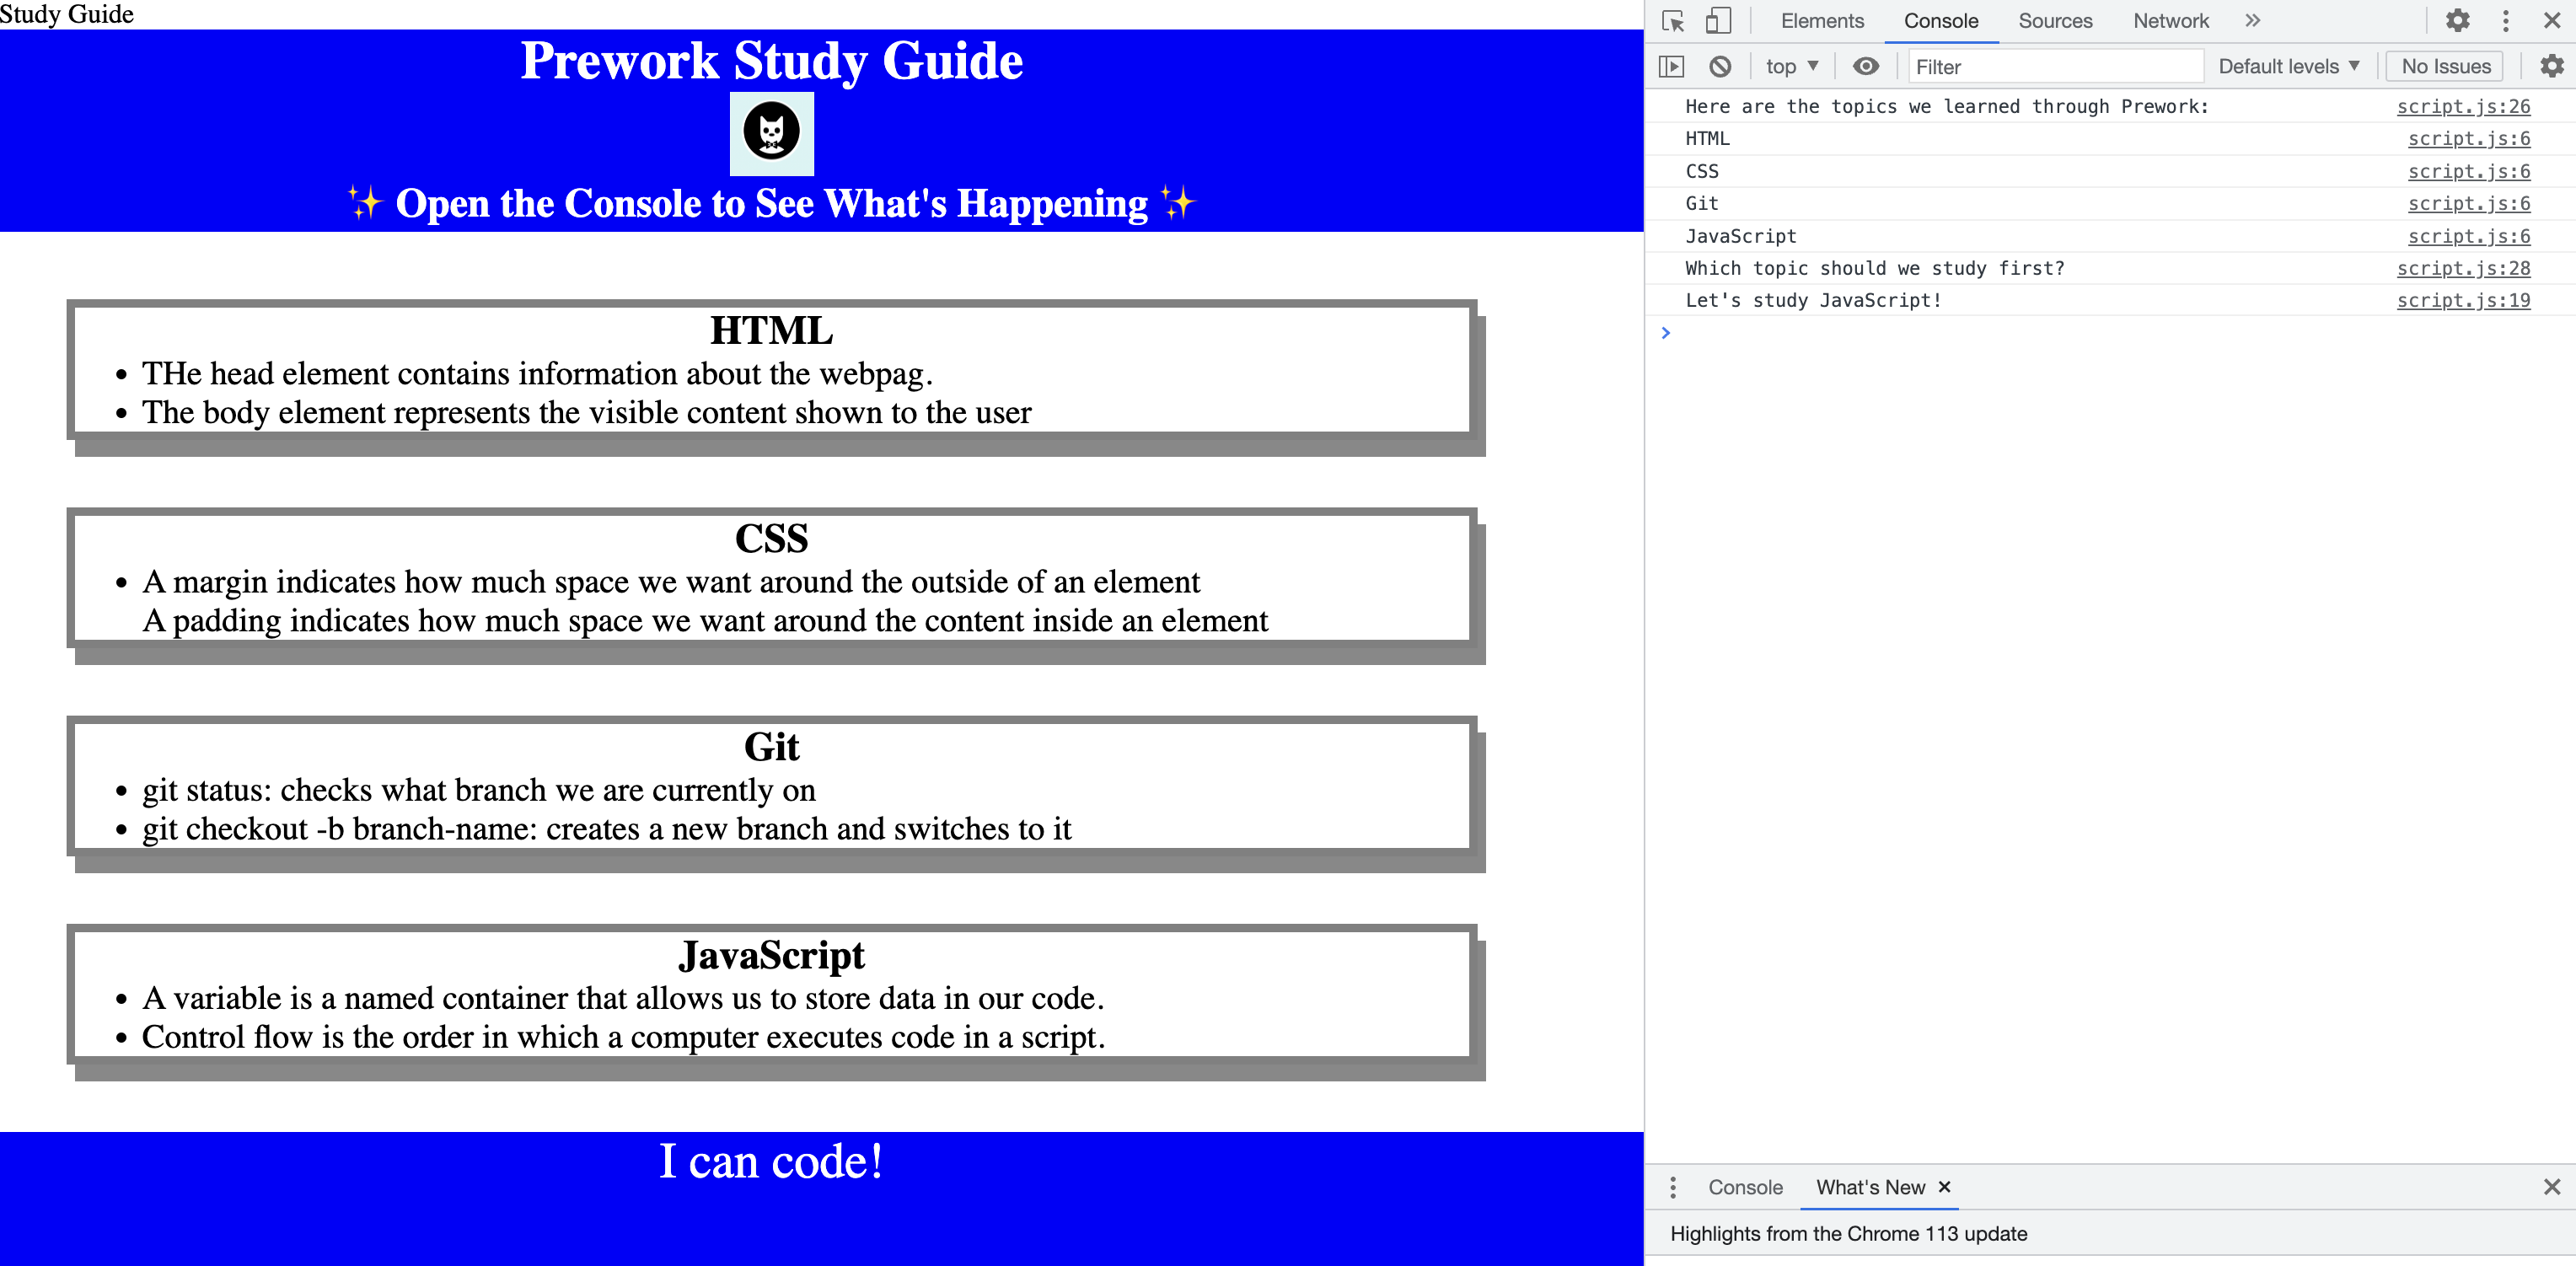 Study Guide
Prework Study Guide
✨ Open the Console to See What's Happening ✨
HTML
• THe head element contains information about the webpag.
• The body element represents the visible content shown to the user
CSS
• A margin indicates how much space we want around the outside of an element
A padding indicates how much space we want around the content inside an element
Git
• git status: checks what branch we are currently on
• git checkout -b branch-name: creates a new branch and switches to it
JavaScript
• A variable is a named container that allows us to store data in our code.
• Control flow is the order in which a computer executes code in a script.
I can code!
Elements Console Sources Network »
top ▼ Filter Default levels ▼ No Issues
Here are the topics we learned through Prework: script.js:26
HTML script.js:6
CSS script.js:6
Git script.js:6
JavaScript script.js:6
Which topic should we study first? script.js:28
Let's study JavaScript! script.js:19
>
Console What's New ×
Highlights from the Chrome 113 update